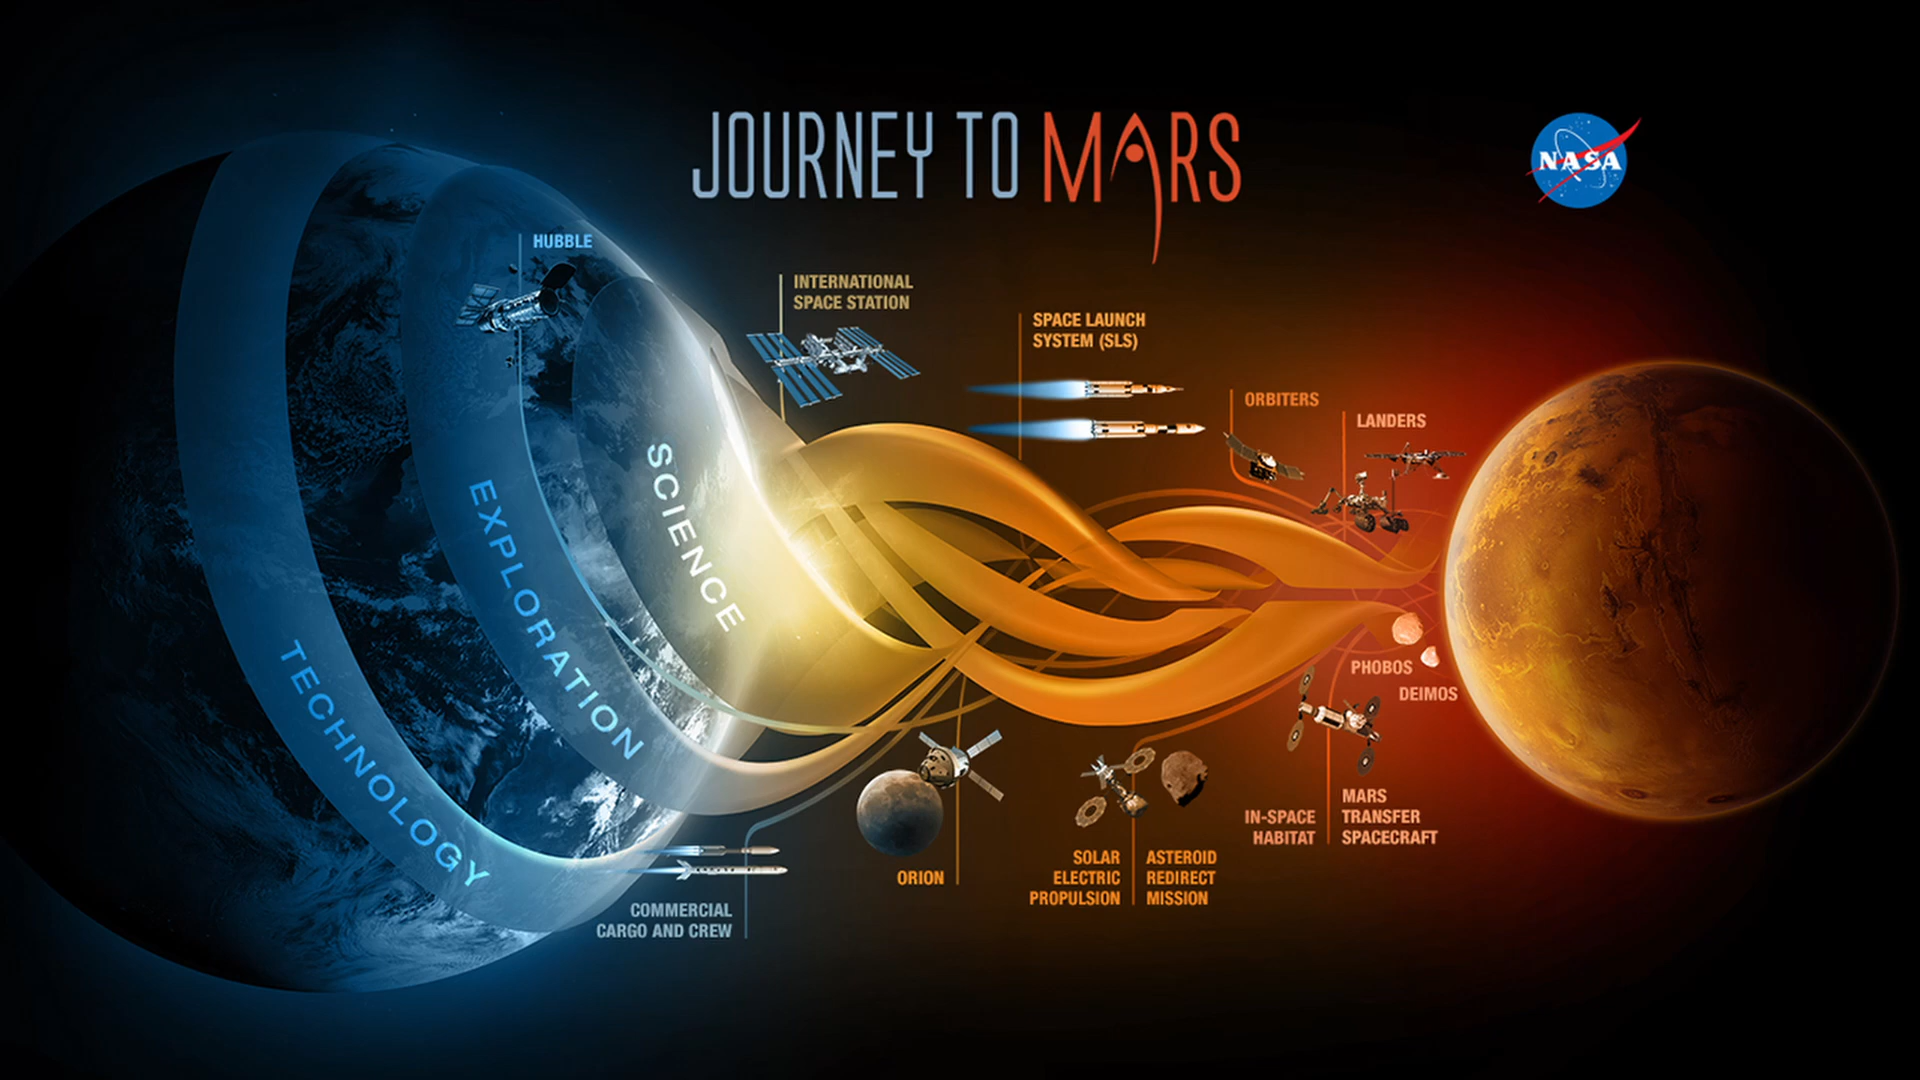 JOURNEY TO MARS
NASA
HUBBLE
INTERNATIONAL
SPACE STATION
SPACE LAUNCH
SYSTEM (SLS)
ORBITERS
LANDERS
SCIENCE
EXPLORATION
TECHNOLOGY
PHOBOS
DEIMOS
COMMERCIAL
CARGO AND CREW
ORION
SOLAR
ELECTRIC
PROPULSION
ASTEROID
REDIRECT
MISSION
IN-SPACE
HABITAT
MARS
TRANSFER
SPACECRAFT